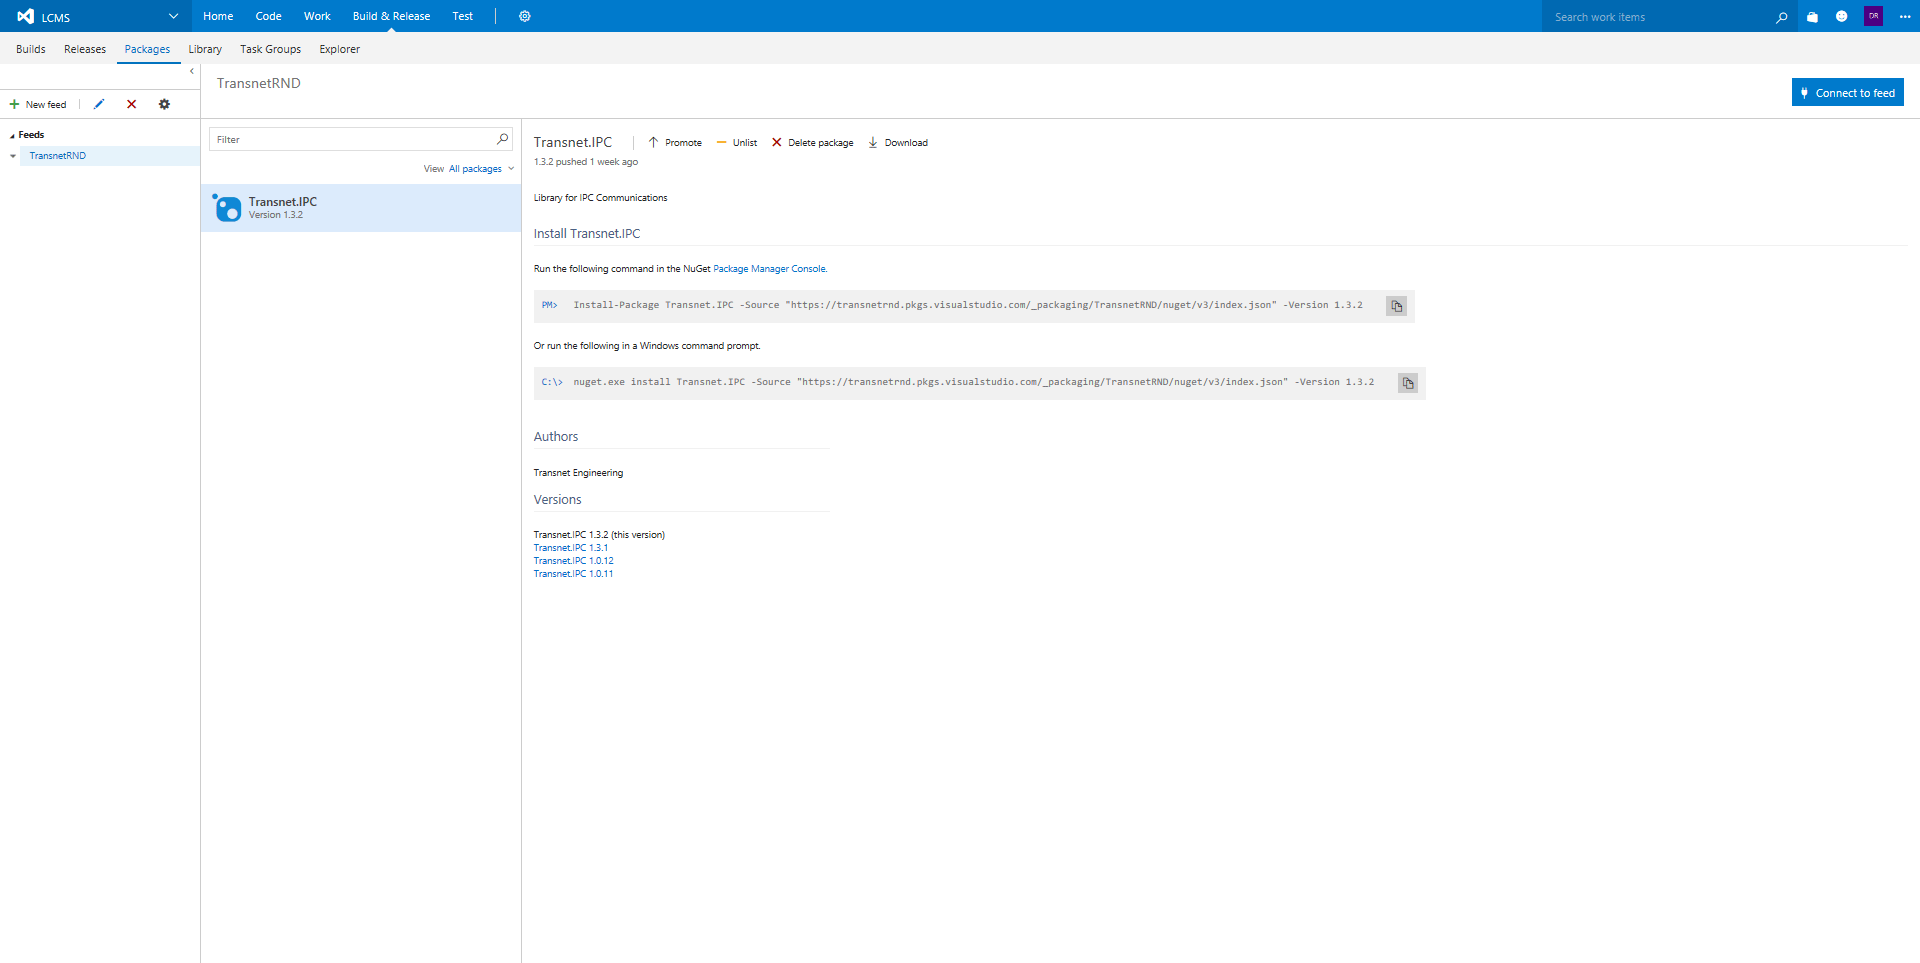 LCMS
Home Code Work Build & Release Test
Search work items
DR
Builds Releases Packages Library Task Groups Explorer
TransnetRND
Connect to feed
New feed
Feeds
TransnetRND
Filter
View All packages
Transnet.IPC
Version 1.3.2
Transnet.IPC Promote Unlist Delete package Download
1.3.2 pushed 1 week ago
Library for IPC Communications
Install Transnet.IPC
Run the following command in the NuGet Package Manager Console.
PM> Install-Package Transnet.IPC -Source "https://transnetrnd.pkgs.visualstudio.com/_packaging/TransnetRND/nuget/v3/index.json" -Version 1.3.2
Or run the following in a Windows command prompt.
C:\> nuget.exe install Transnet.IPC -Source "https://transnetrnd.pkgs.visualstudio.com/_packaging/TransnetRND/nuget/v3/index.json" -Version 1.3.2
Authors
Transnet Engineering
Versions
Transnet.IPC 1.3.2 (this version)
Transnet.IPC 1.3.1
Transnet.IPC 1.0.12
Transnet.IPC 1.0.11